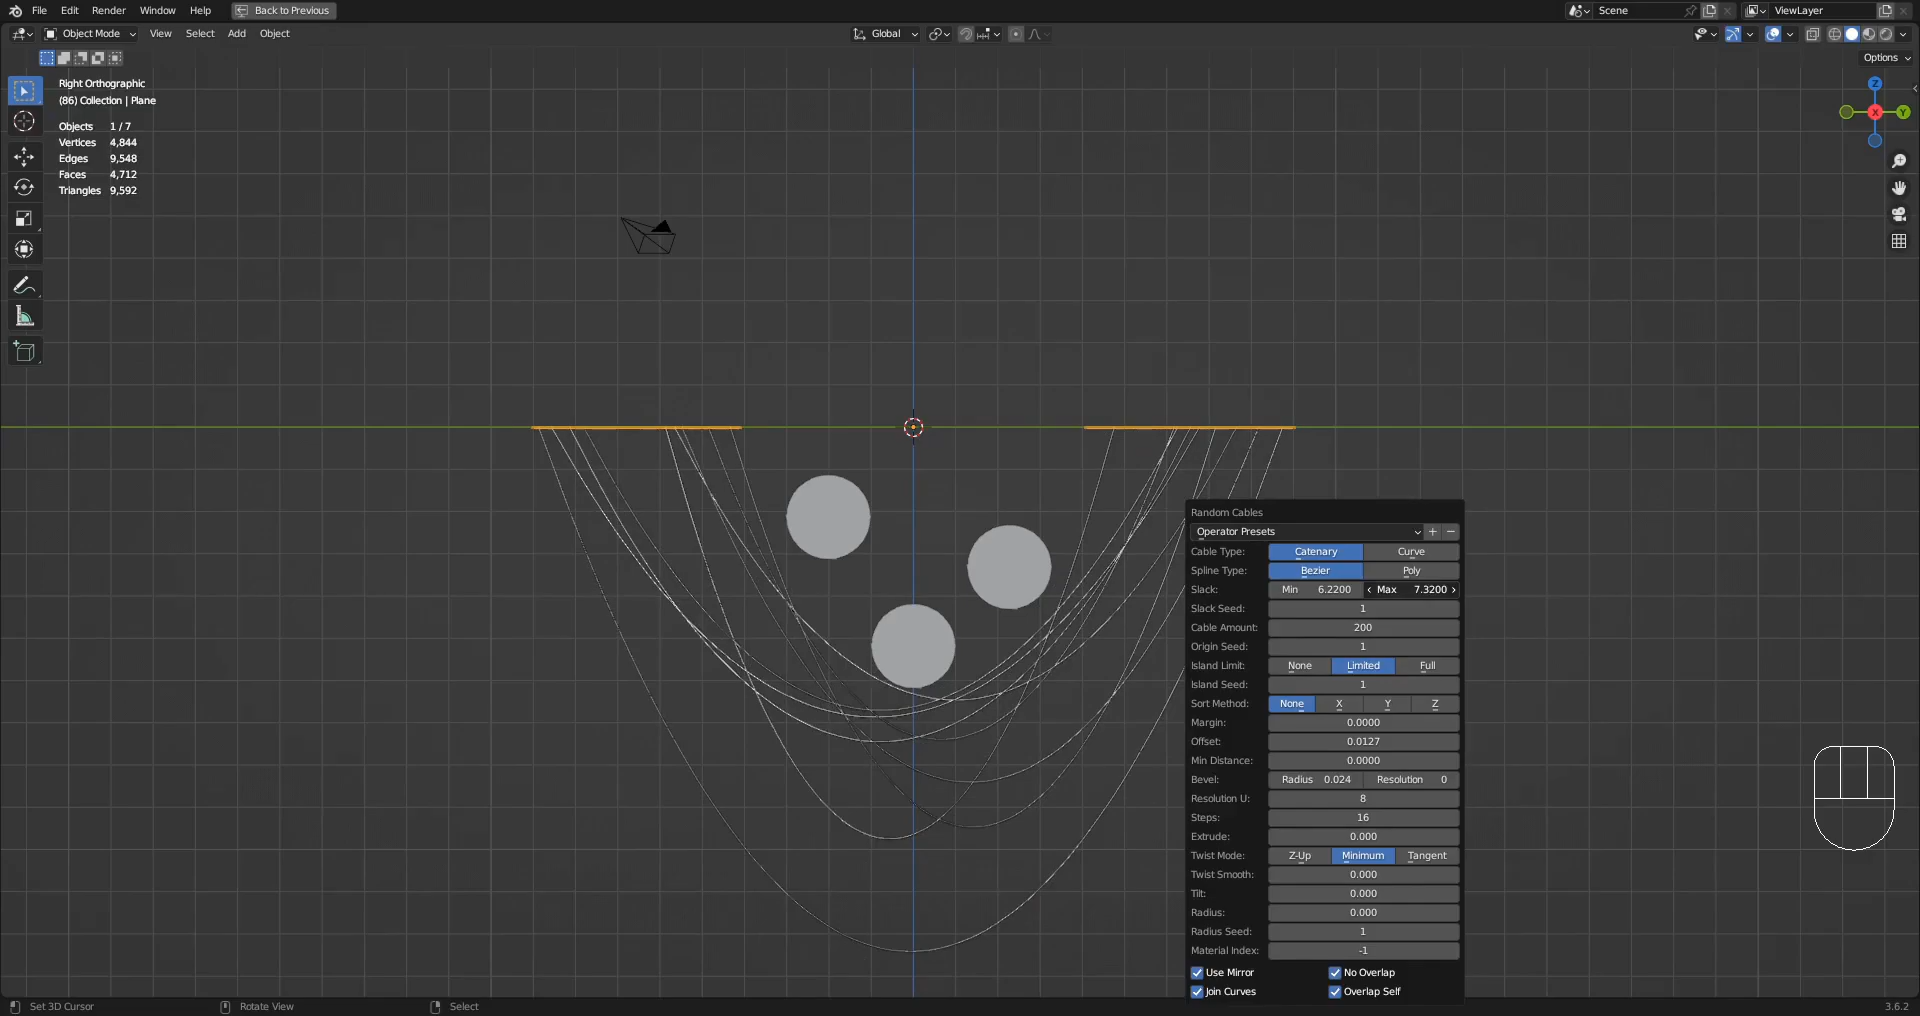 File Edit Render Window Help Back to Previous Scene ViewLayer
Object Mode View Select Add Object Global
Options
Right Orthographic
(86) Collection | Plane
Objects 1 / 7
Vertices 4,844
Edges 9,548
Faces 4,712
Triangles 9,592
Z
X
Y
Random Cables
Operator Presets
Cable Type: Catenary Curve
Spline Type: Bezier Poly
Slack: Min 6.2200 Max 7.3200
Slack Seed: 1
Cable Amount: 200
Origin Seed: 1
Island Limit: None Limited Full
Island Seed: 1
Sort Method: None X Y Z
Margin: 0.0000
Offset: 0.0127
Min Distance: 0.0000
Bevel: Radius 0.024 Resolution 0
Resolution U: 8
Steps: 16
Extrude: 0.000
Twist Mode: Z-Up Minimum Tangent
Twist Smooth: 0.000
Tilt: 0.000
Radius: 0.000
Radius Seed: 1
Material Index: -1
Use Mirror No Overlap
Join Curves Overlap Self
Set 3D Cursor Rotate View Select 3.6.2